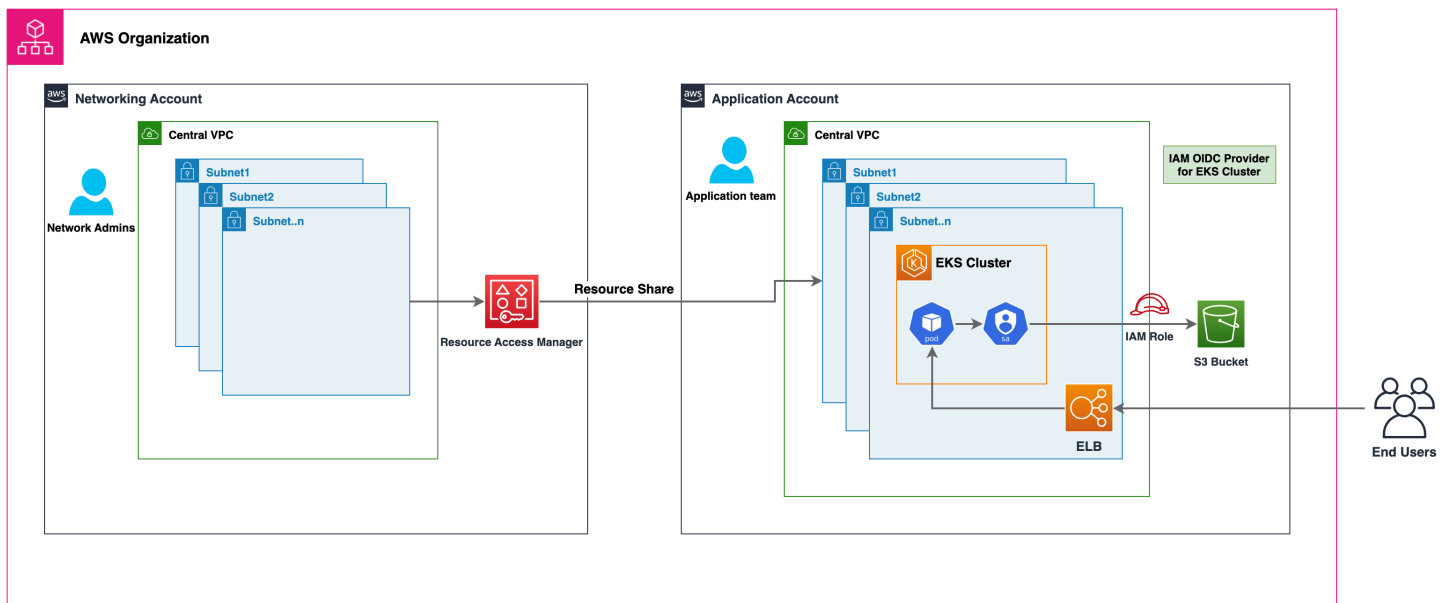 AWS Organization
aws
Networking Account
Central VPC
Subnet1
Subnet2
Subnet..n
Network Admins
Resource Access Manager
Resource Share
aws
Application Account
Application team
Central VPC
Subnet1
Subnet2
Subnet..n
IAM OIDC Provider
for EKS Cluster
K
EKS Cluster
pod
sa
IAM Role
S3 Bucket
ELB
End Users